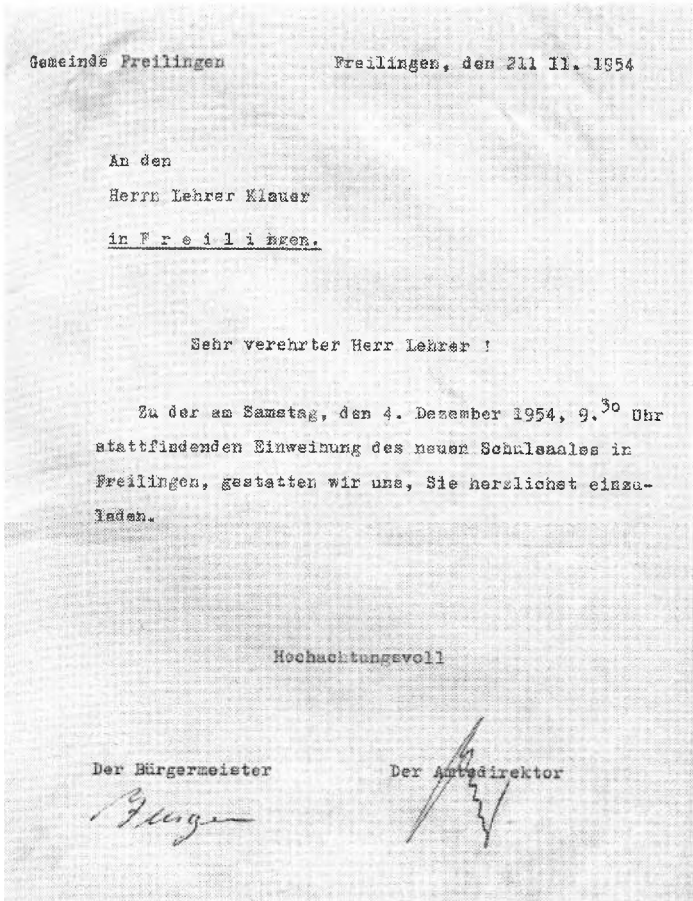 Gemeinde Freilingen Freilingen, den 211 II. 1954
An den
Herrn Lehrer Klauer
in F r e i l i ngen.
Sehr verehrter Herr Lehrer !
Zu der am Samstag, den 4. Dezember 1954, 9.30 Uhr
stattfindenden Einweihung des neuen Schulsaales in
Freilingen, gestatten wir uns, Sie herzlichst einzu-
laden.
Hochachtungsvoll
Der Bürgermeister Der Amtsdirektor